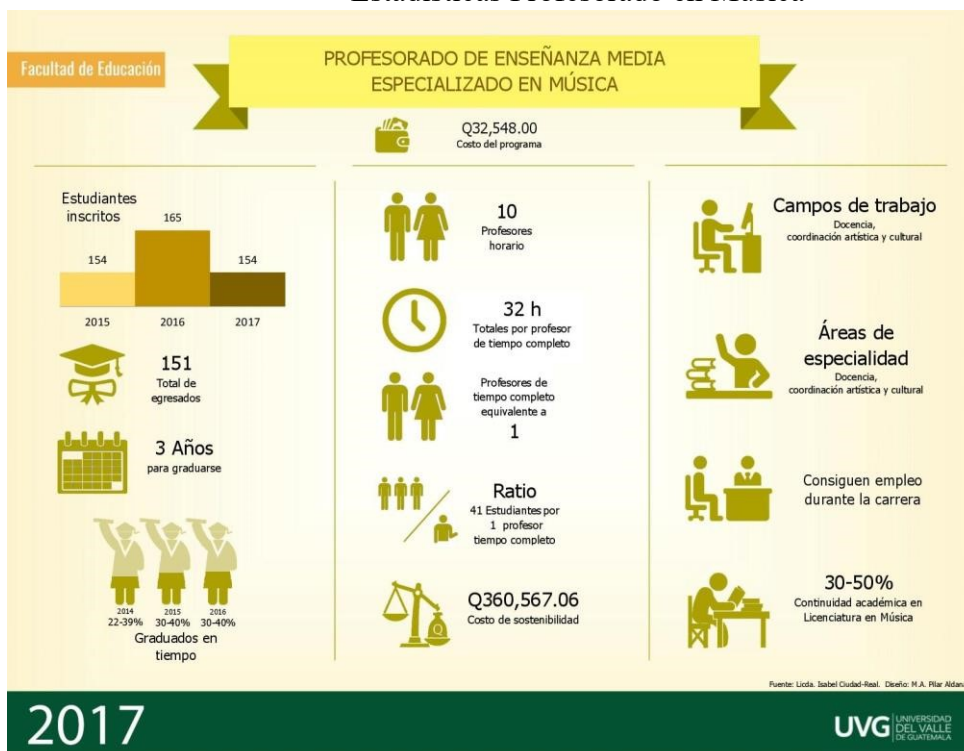 Estadísticas Profesorado en Música
Facultad de Educación
PROFESORADO DE ENSEÑANZA MEDIA
ESPECIALIZADO EN MÚSICA
Q32,548.00
Costo del programa
Estudiantes
inscritos
165
154
154
2015
2016
2017
151
Total de
egresados
3 Años
para graduarse
2014
2015
2016
22-39%
30-40%
30-40%
Graduados en
tiempo
10
Profesores
horario
32 h
Totales por profesor
de tiempo completo
Profesores de
tiempo completo
equivalente a
1
Ratio
41 Estudiantes por
1 profesor
tiempo completo
Q
Q360,567.06
Costo de sostenibilidad
Campos de trabajo
Docencia,
coordinación artística y cultural
Áreas de
especialidad
Docencia,
coordinación artística y cultural
Consiguen empleo
durante la carrera
30-50%
Continuidad académica en
Licenciatura en Música
Fuente: Licda. Isabel Ciudad-Real. Diseño: M.A. Pilar Aldana
2017
UVG
UNIVERSIDAD
DEL VALLE
DE GUATEMALA